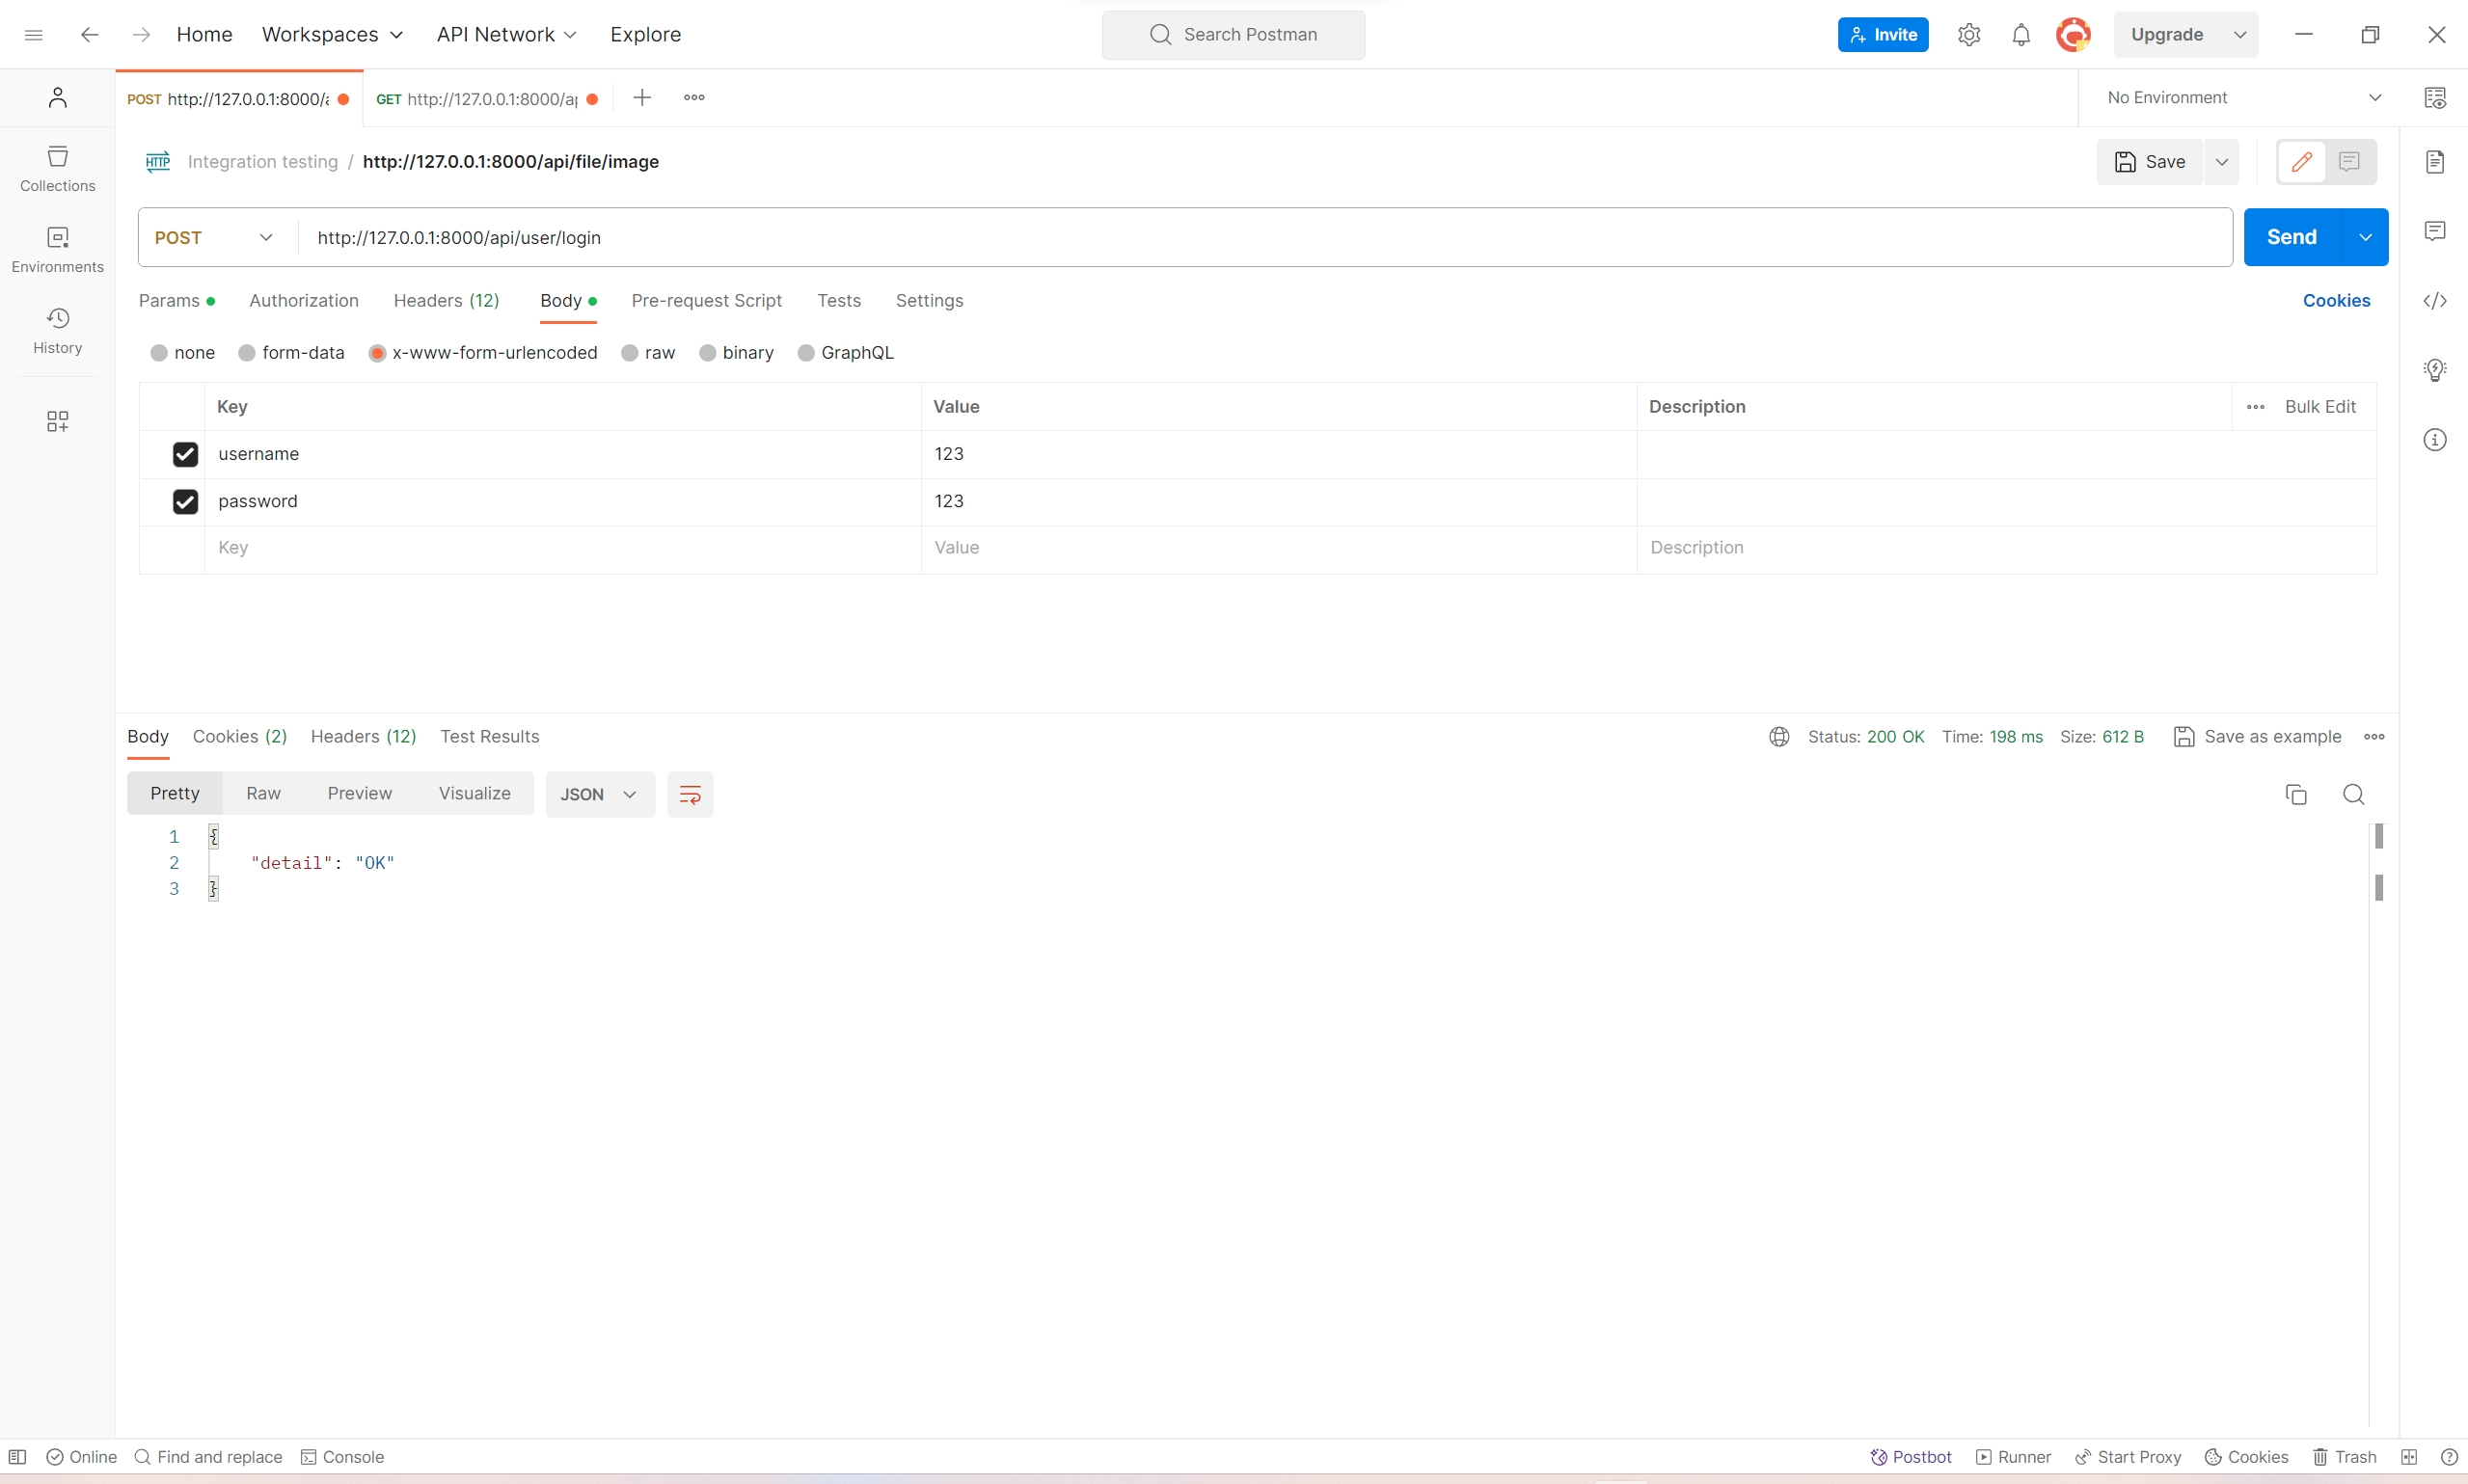 Home Workspaces API Network Explore Search Postman Invite Upgrade
POST http://127.0.0.1:8000/a GET http://127.0.0.1:8000/ap No Environment
HTTP Integration testing / http://127.0.0.1:8000/api/file/image Save
Collections
POST http://127.0.0.1:8000/api/user/login Send
Environments
Params Authorization Headers (12) Body Pre-request Script Tests Settings Cookies
History
none form-data x-www-form-urlencoded raw binary GraphQL
Key Value Description Bulk Edit
username 123
password 123
Key Value Description
Body Cookies (2) Headers (12) Test Results Status: 200 OK Time: 198 ms Size: 612 B Save as example
Pretty Raw Preview Visualize JSON
1 {
2 "detail": "OK"
3 }
Online Find and replace Console Postbot Runner Start Proxy Cookies Trash